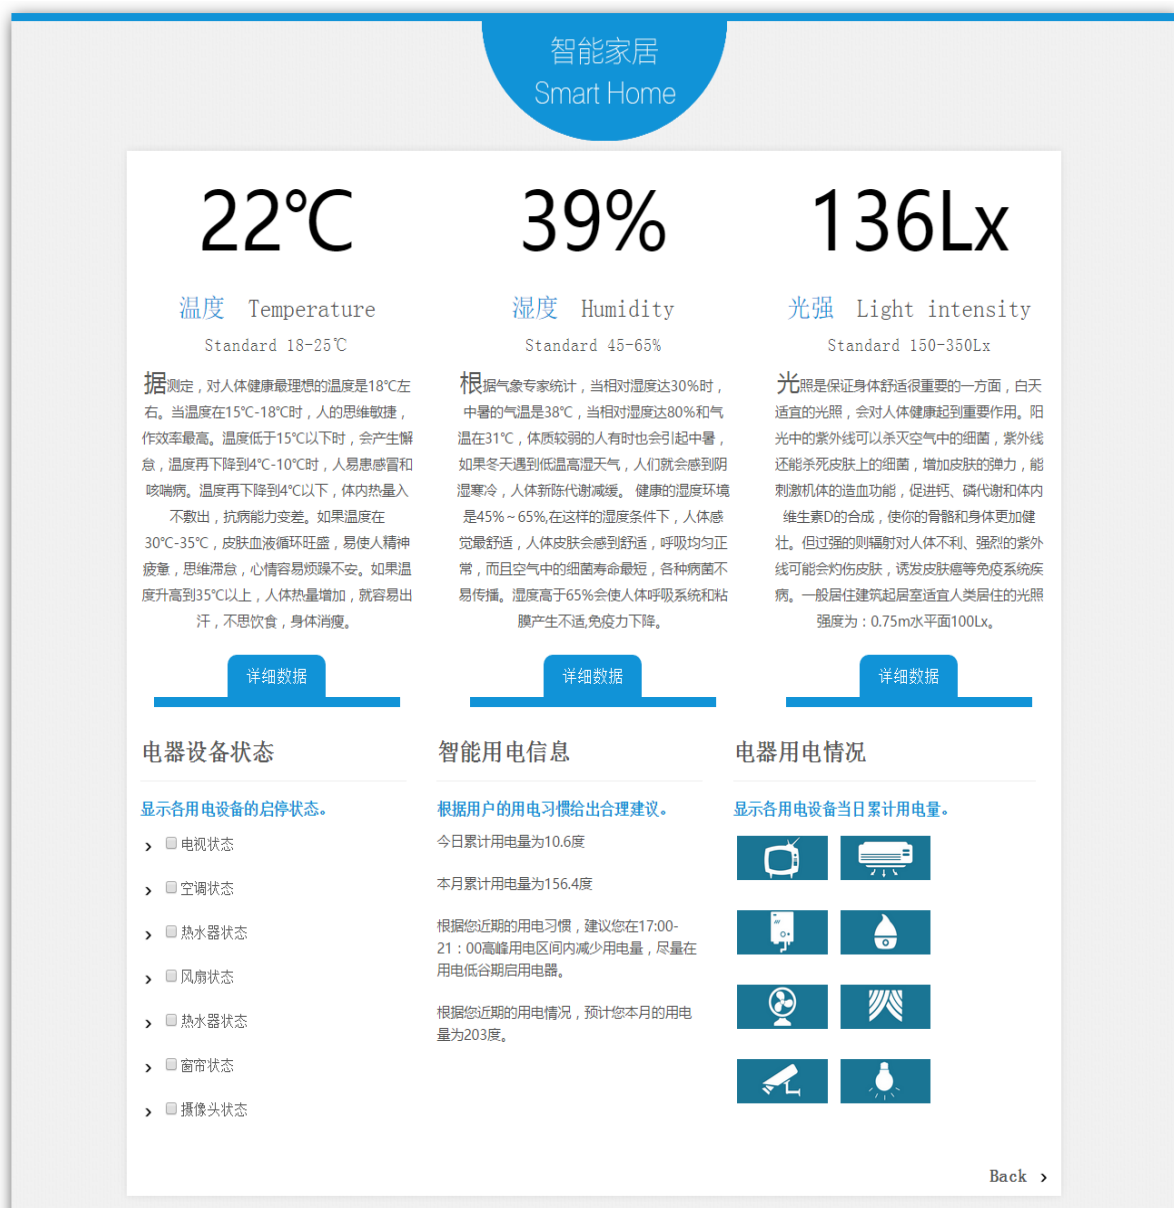 智能家居
Smart Home
22℃
39%
136Lx
温度 Temperature
湿度 Humidity
光强 Light intensity
Standard 18-25℃
Standard 45-65%
Standard 150-350Lx
据测定，对人体健康最理想的温度是18℃左
右。当温度在15℃-18℃时，人的思维敏捷，
作效率最高。温度低于15℃以下时，会产生懈
怠，温度再下降到4℃-10℃时，人易患感冒和
咳喘病。温度再下降到4℃以下，体内热量入
不敷出，抗病能力变差。如果温度在
30℃-35℃，皮肤血液循环旺盛，易使人精神
疲惫，思维滞怠，心情容易烦躁不安。如果温
度升高到35℃以上，人体热量增加，就容易出
汗，不思饮食，身体消瘦。
根据气象专家统计，当相对湿度达30%时，
中暑的气温是38℃，当相对湿度达80%和气
温在31℃，体质较弱的人有时也会引起中暑，
如果冬天遇到低温高湿天气，人们就会感到阴
湿寒冷，人体新陈代谢减缓。 健康的湿度环境
是45%～65%,在这样的湿度条件下，人体感
觉最舒适，人体皮肤会感到舒适，呼吸均匀正
常，而且空气中的细菌寿命最短，各种病菌不
易传播。湿度高于65%会使人体呼吸系统和粘
膜产生不适,免疫力下降。
光照是保证身体舒适很重要的一方面，白天
适宜的光照，会对人体健康起到重要作用。阳
光中的紫外线可以杀灭空气中的细菌，紫外线
还能杀死皮肤上的细菌，增加皮肤的弹力，能
刺激机体的造血功能，促进钙、磷代谢和体内
维生素D的合成，使你的骨骼和身体更加健
壮。但过强的则辐射对人体不利、强烈的紫外
线可能会灼伤皮肤，诱发皮肤癌等免疫系统疾
病。一般居住建筑起居室适宜人类居住的光照
强度为：0.75m水平面100Lx。
详细数据
详细数据
详细数据
电器设备状态
显示各用电设备的启停状态。
电视状态
空调状态
热水器状态
风扇状态
热水器状态
窗帘状态
摄像头状态
智能用电信息
根据用户的用电习惯给出合理建议。
今日累计用电量为10.6度
本月累计用电量为156.4度
根据您近期的用电习惯，建议您在17:00-
21：00高峰用电区间内减少用电量，尽量在
用电低谷期启用电器。
根据您近期的用电情况，预计您本月的用电
量为203度。
电器用电情况
显示各用电设备当日累计用电量。
Back